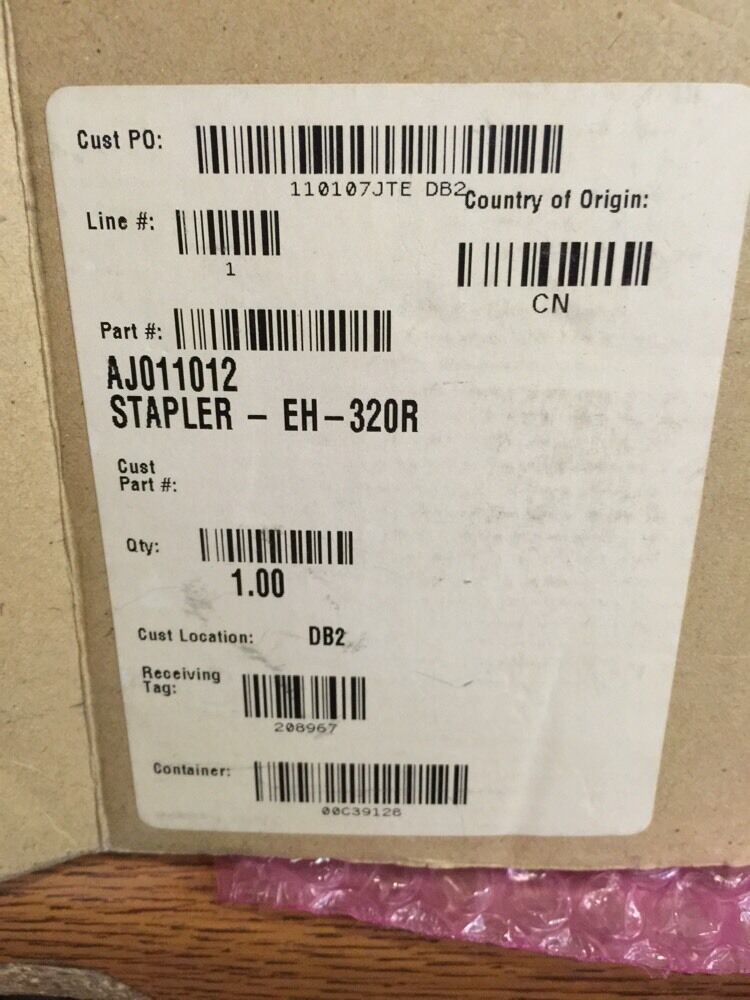 Cust PO:
110107JTE DB2
Country of Origin:
CN
Line #:
1
Part #:
AJ011012
STAPLER - EH-320R
Cust
Part #:
Qty:
1.00
Cust Location: DB2
Receiving
Tag:
208967
Container:
00C39128